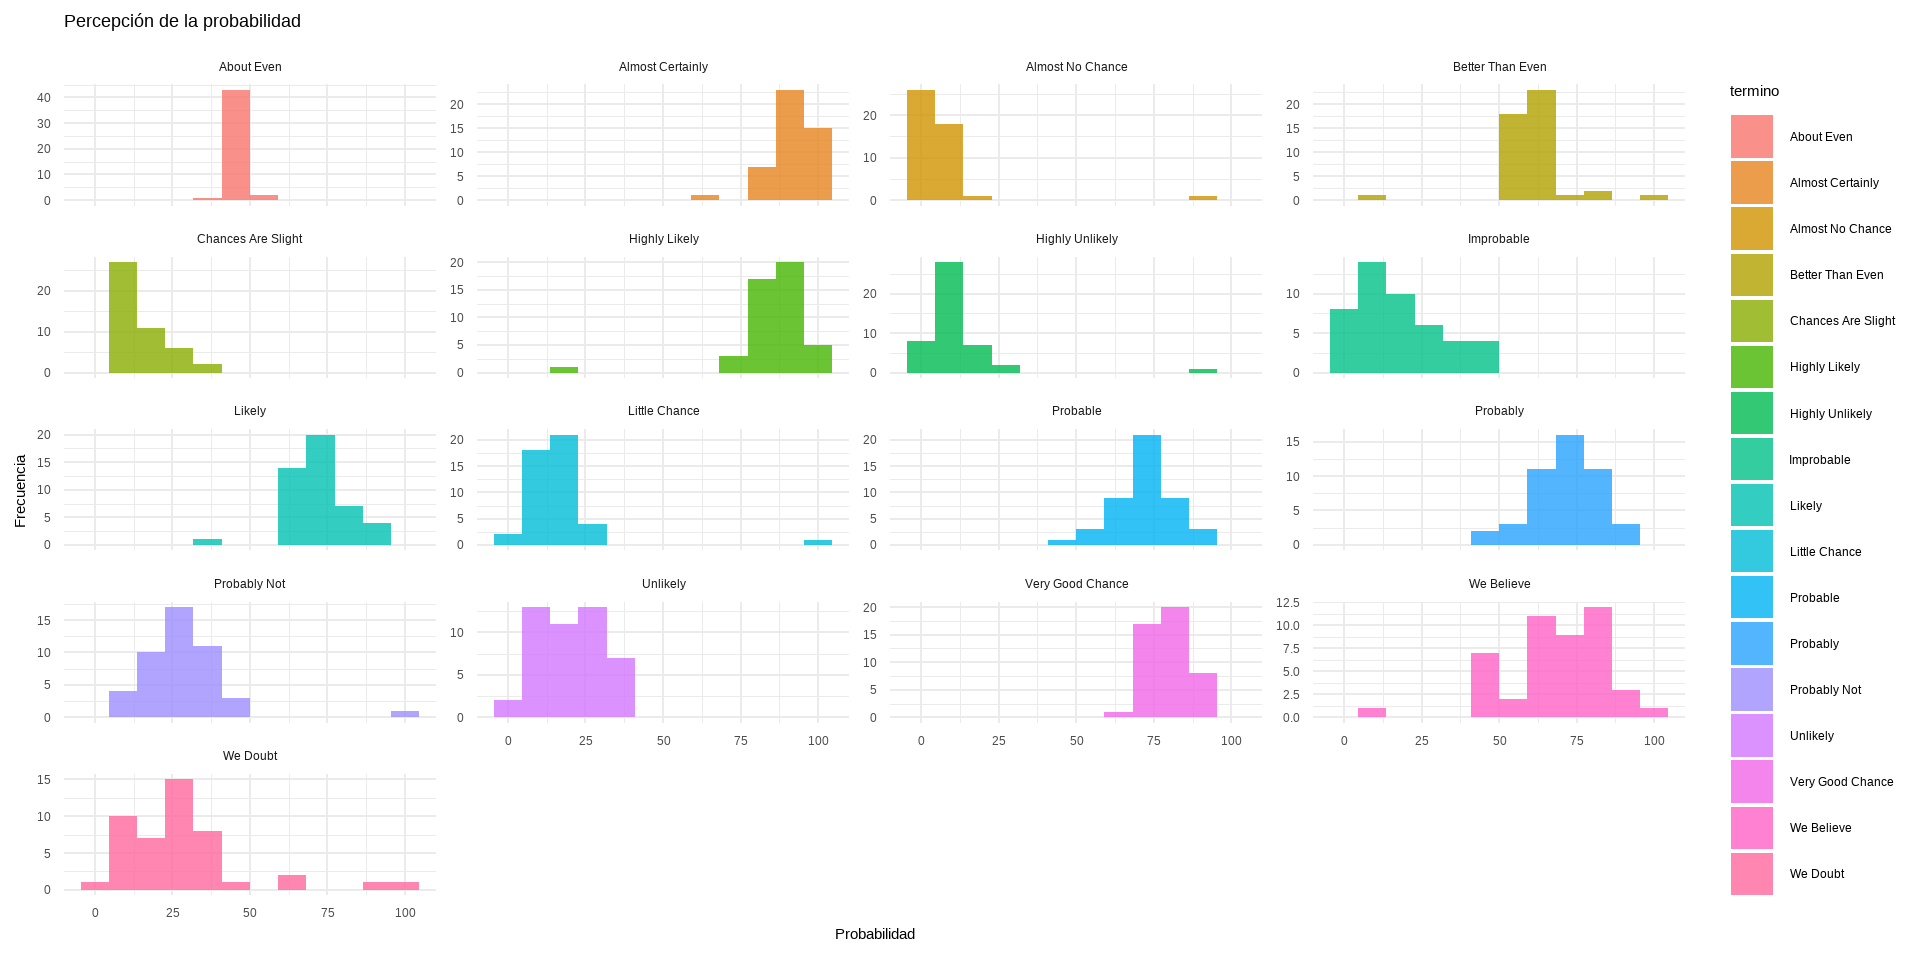 Percepción de la probabilidad
About Even
Almost Certainly
Almost No Chance
Better Than Even
40
30
20
10
0
20
15
10
5
0
20
10
0
20
15
10
5
0
Chances Are Slight
Highly Likely
Highly Unlikely
Improbable
20
10
0
20
15
10
5
0
20
10
0
10
5
0
Likely
Little Chance
Probable
Probably
20
15
10
5
0
20
15
10
5
0
20
15
10
5
0
15
10
5
0
Probably Not
Unlikely
Very Good Chance
We Believe
15
10
5
0
10
5
0
20
15
10
5
0
12.5
10.0
7.5
5.0
2.5
0.0
0 25 50 75 100
0 25 50 75 100
0 25 50 75 100
We Doubt
15
10
5
0
0 25 50 75 100
Frecuencia
Probabilidad
termino
About Even
Almost Certainly
Almost No Chance
Better Than Even
Chances Are Slight
Highly Likely
Highly Unlikely
Improbable
Likely
Little Chance
Probable
Probably
Probably Not
Unlikely
Very Good Chance
We Believe
We Doubt